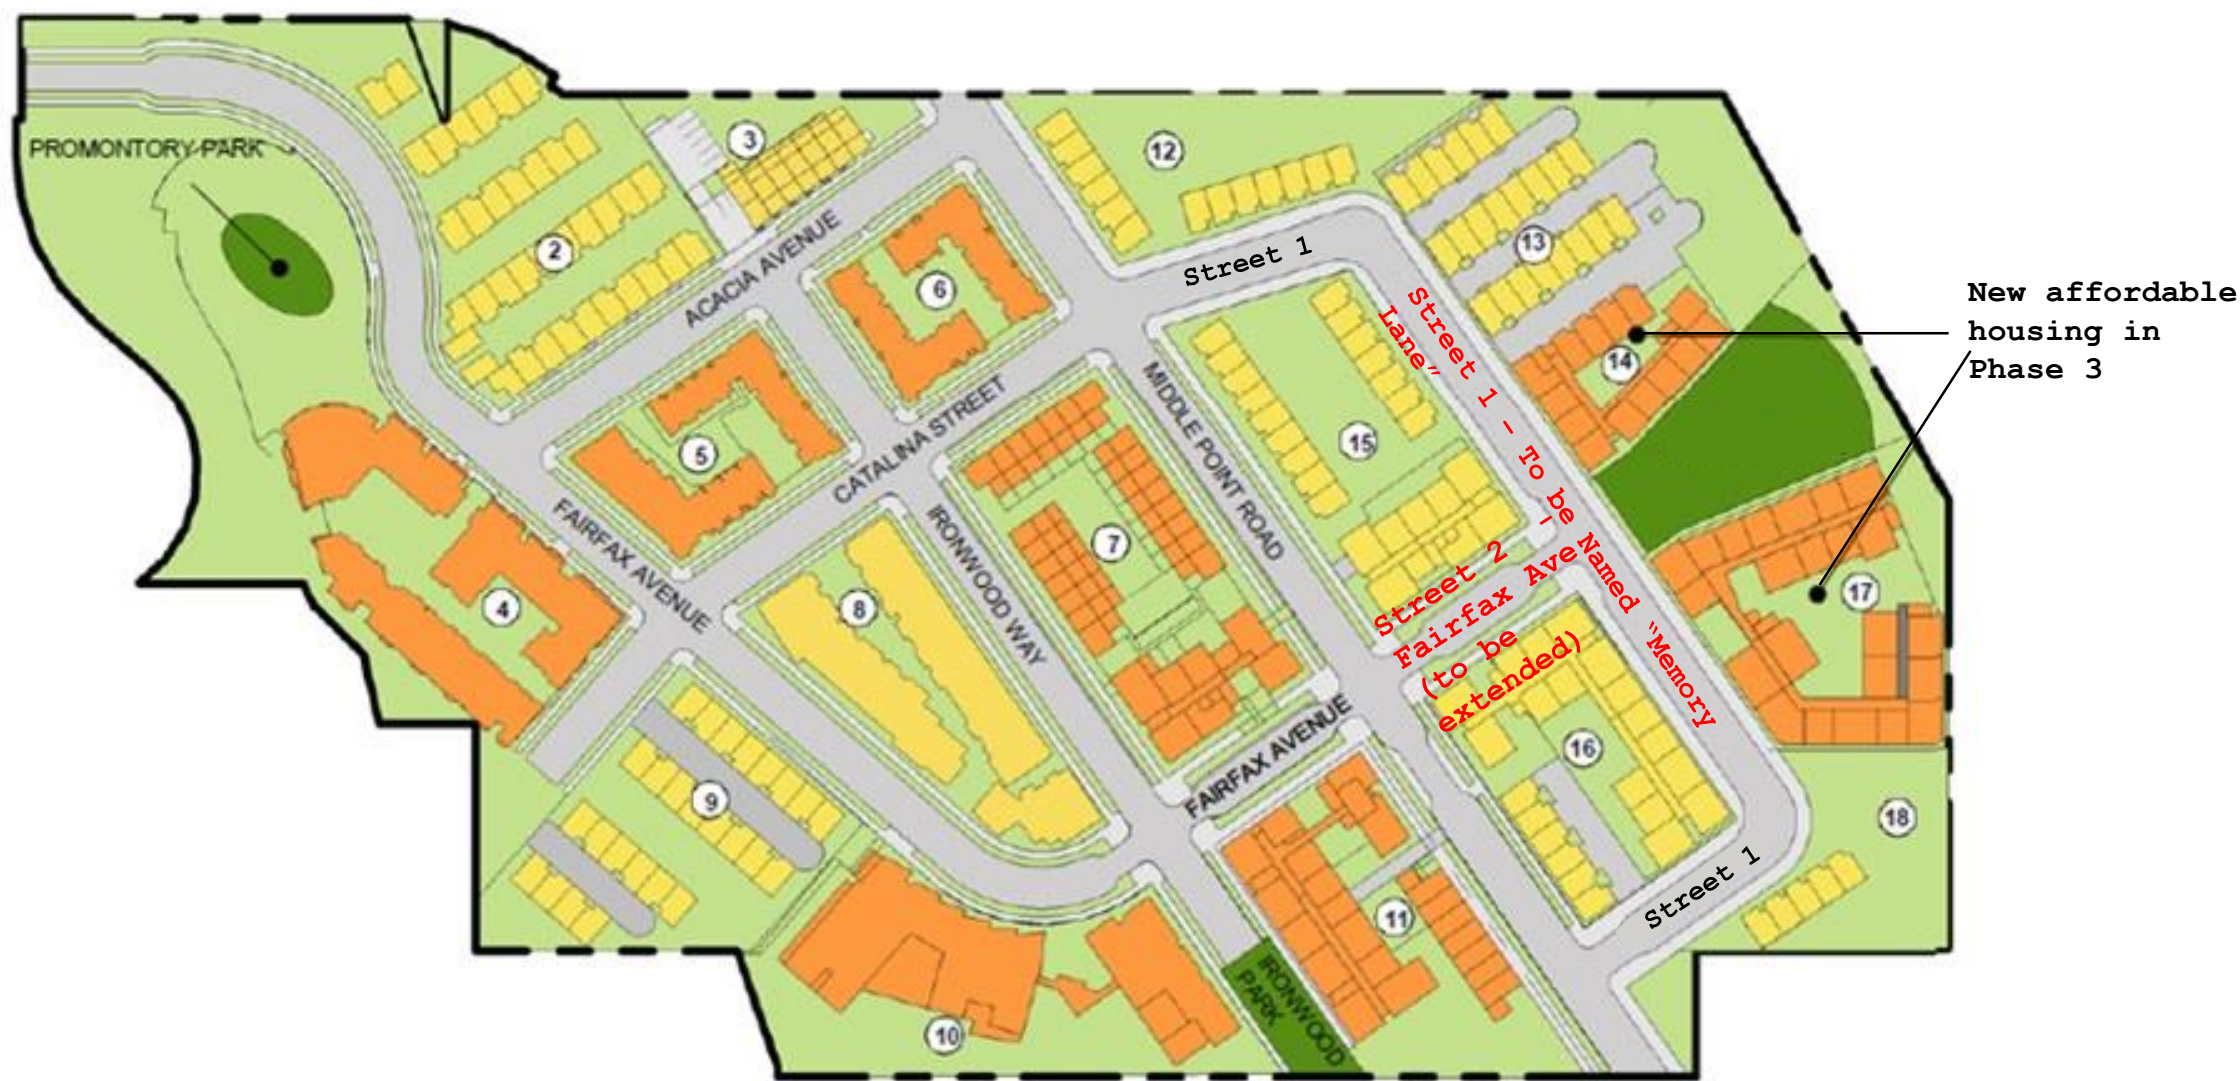 PROMONTORY PARK
3
12
2
ACACIA AVENUE
6
Street 1
13
New affordable
housing in
Phase 3
14
Street 1 - To be Named "Memory
Lane"
MIDDLE POINT ROAD
15
5
CATALINA STREET
7
IRONWOOD WAY
FAIRFAX AVENUE
4
8
Street 2 -
Fairfax Ave
(to be
extended)
17
16
FAIRFAX AVENUE
9
18
Street 1
11
10
IRONWOOD
PARK